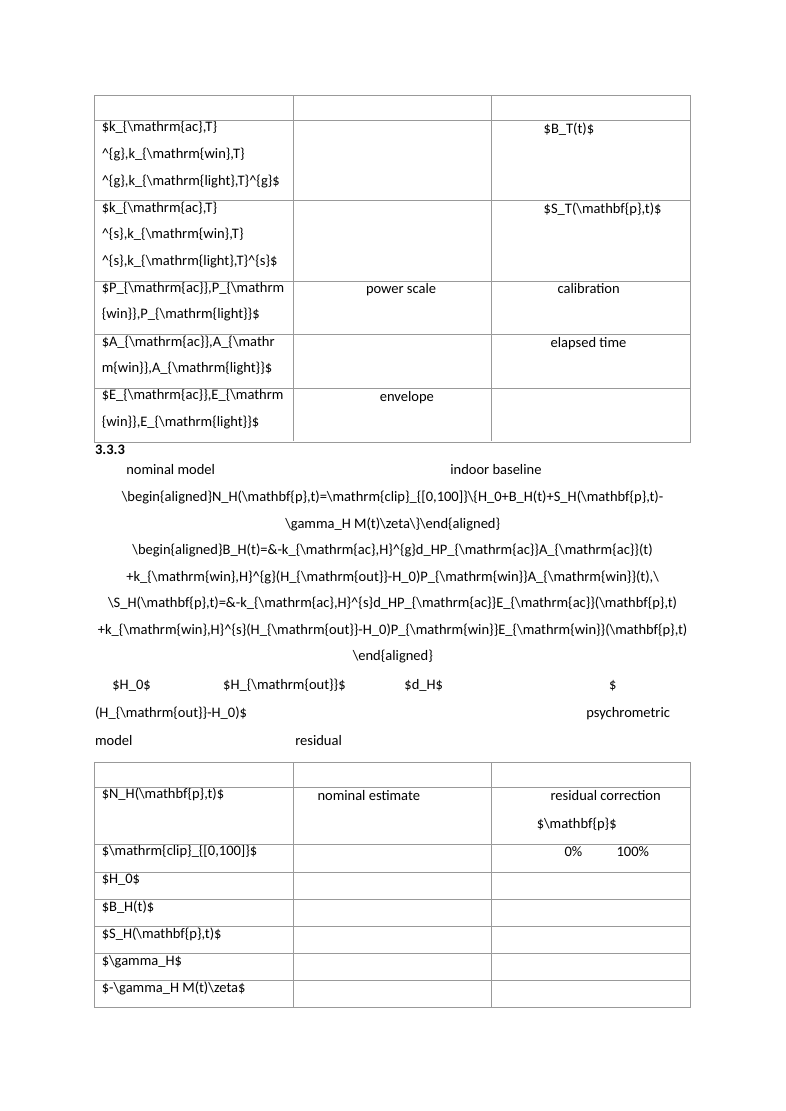 $k_{\mathrm{ac},T}
^{g},k_{\mathrm{win},T}
^{g},k_{\mathrm{light},T}^{g}$
$B_T(t)$
$k_{\mathrm{ac},T}
^{s},k_{\mathrm{win},T}
^{s},k_{\mathrm{light},T}^{s}$
$S_T(\mathbf{p},t)$
$P_{\mathrm{ac}},P_{\mathrm
{win}},P_{\mathrm{light}}$
power scale
calibration
$A_{\mathrm{ac}},A_{\mathr
m{win}},A_{\mathrm{light}}$
elapsed time
$E_{\mathrm{ac}},E_{\mathrm
{win}},E_{\mathrm{light}}$
envelope
3.3.3
nominal model indoor baseline
\begin{aligned}N_H(\mathbf{p},t)=\mathrm{clip}_{[0,100]}\{H_0+B_H(t)+S_H(\mathbf{p},t)-
\gamma_H M(t)\zeta\}\end{aligned}
\begin{aligned}B_H(t)=&-k_{\mathrm{ac},H}^{g}d_HP_{\mathrm{ac}}A_{\mathrm{ac}}(t)
+k_{\mathrm{win},H}^{g}(H_{\mathrm{out}}-H_0)P_{\mathrm{win}}A_{\mathrm{win}}(t),\
\S_H(\mathbf{p},t)=&-k_{\mathrm{ac},H}^{s}d_HP_{\mathrm{ac}}E_{\mathrm{ac}}(\mathbf{p},t)
+k_{\mathrm{win},H}^{s}(H_{\mathrm{out}}-H_0)P_{\mathrm{win}}E_{\mathrm{win}}(\mathbf{p},t)
\end{aligned}
$H_0$ $H_{\mathrm{out}}$ $d_H$ $
(H_{\mathrm{out}}-H_0)$ psychrometric
model residual
$N_H(\mathbf{p},t)$
nominal estimate
residual correction
$\mathbf{p}$
$\mathrm{clip}_{[0,100]}$
0% 100%
$H_0$
$B_H(t)$
$S_H(\mathbf{p},t)$
$\gamma_H$
$-\gamma_H M(t)\zeta$